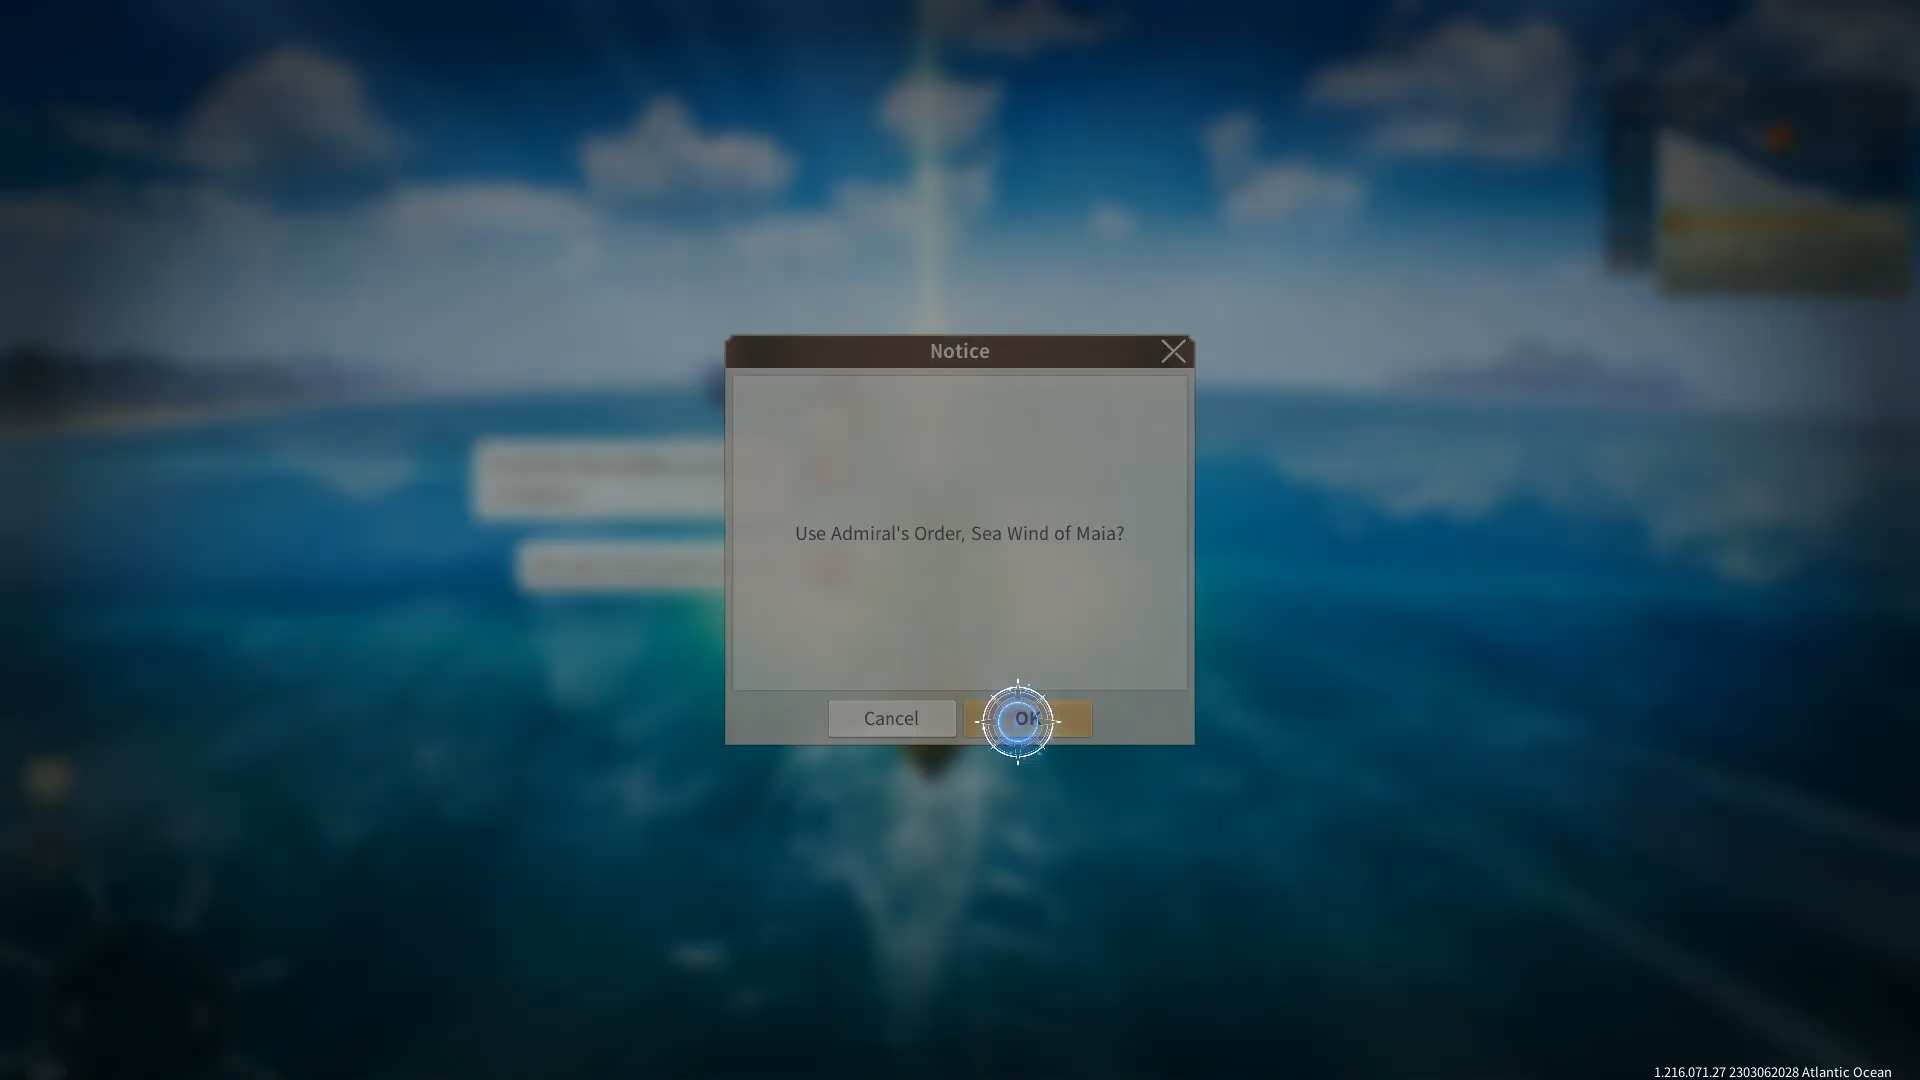 Notice
Use Admiral's Order, Sea Wind of Maia?
Cancel
OK
1.216.071.27 2303062028 Atlantic Ocean